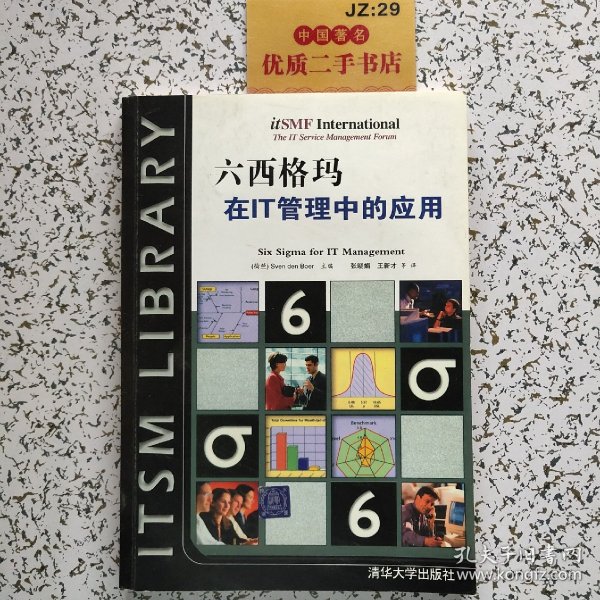 JZ:29
中国著名
优质二手书店
ITSM LIBRARY
itSMF International
The IT Service Management Forum
六西格玛
在IT管理中的应用
Six Sigma for IT Management
(荷兰) Sven den Boer 主编 张晓娟 王新才 等译
6
σ
σ
Benchmark
6
清华大学出版社
孔夫子旧书网
www.kongfz.com